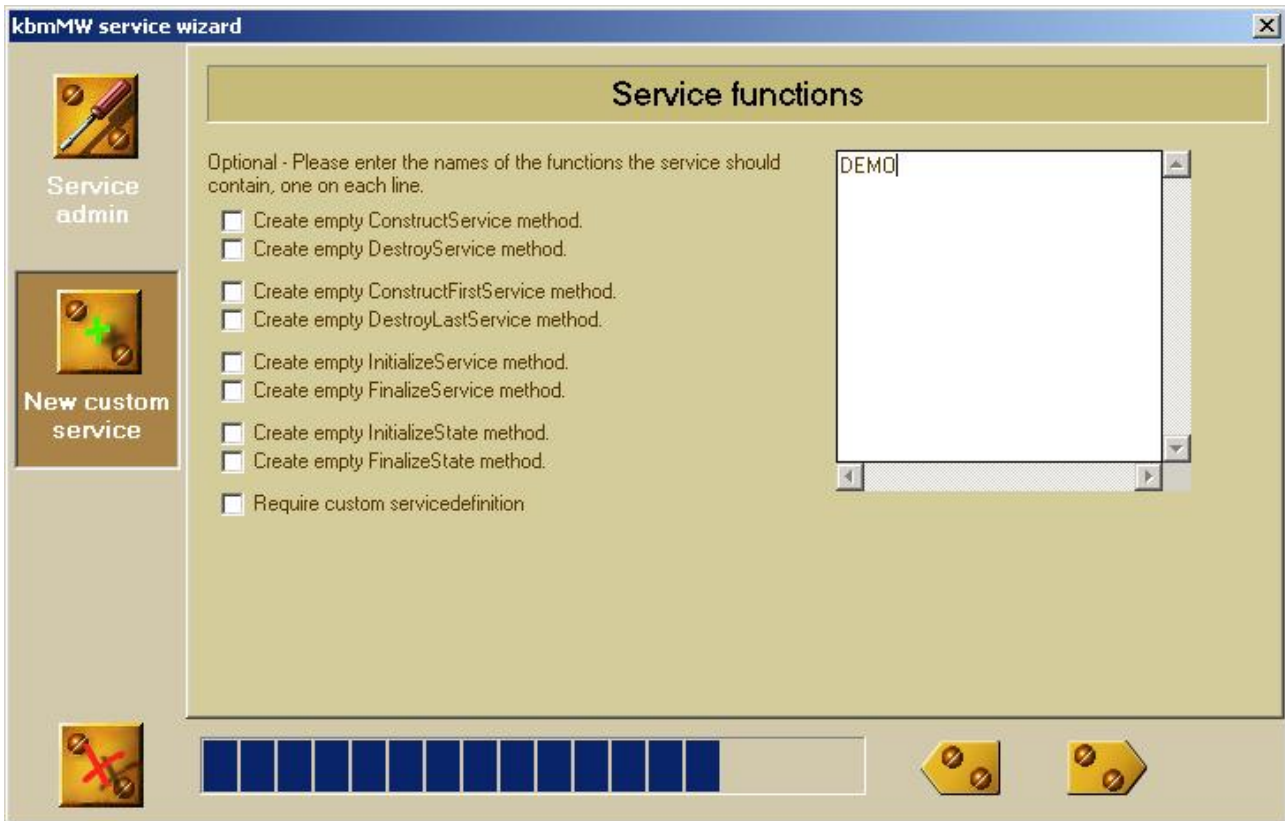 kbmMW service wizard
Service functions
Service
admin
New custom
service
Optional - Please enter the names of the functions the service should
contain, one on each line.
Create empty ConstructService method.
Create empty DestroyService method.
Create empty ConstructFirstService method.
Create empty DestroyLastService method.
Create empty InitializeService method.
Create empty FinalizeService method.
Create empty InitializeState method.
Create empty FinalizeState method.
Require custom servicedefinition
DEMO